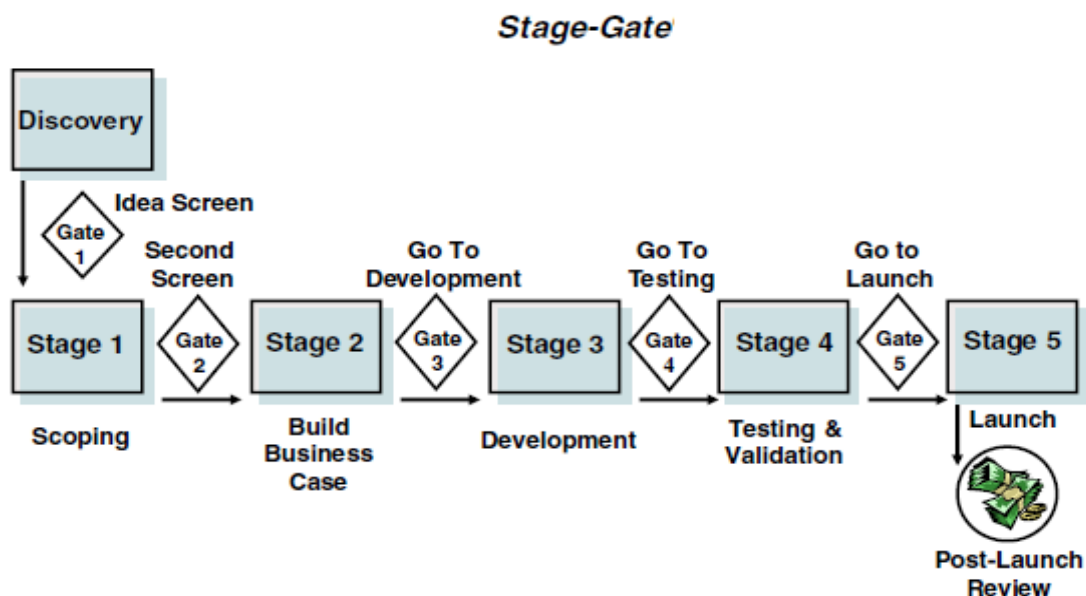 Stage-Gate
Discovery
Idea Screen
Gate
1
Second
Screen
Go To
Development
Go To
Testing
Go to
Launch
Stage 1
Gate
2
Stage 2
Gate
3
Stage 3
Gate
4
Stage 4
Gate
5
Stage 5
Scoping
Build
Business
Case
Development
Testing &
Validation
Launch
Post-Launch
Review